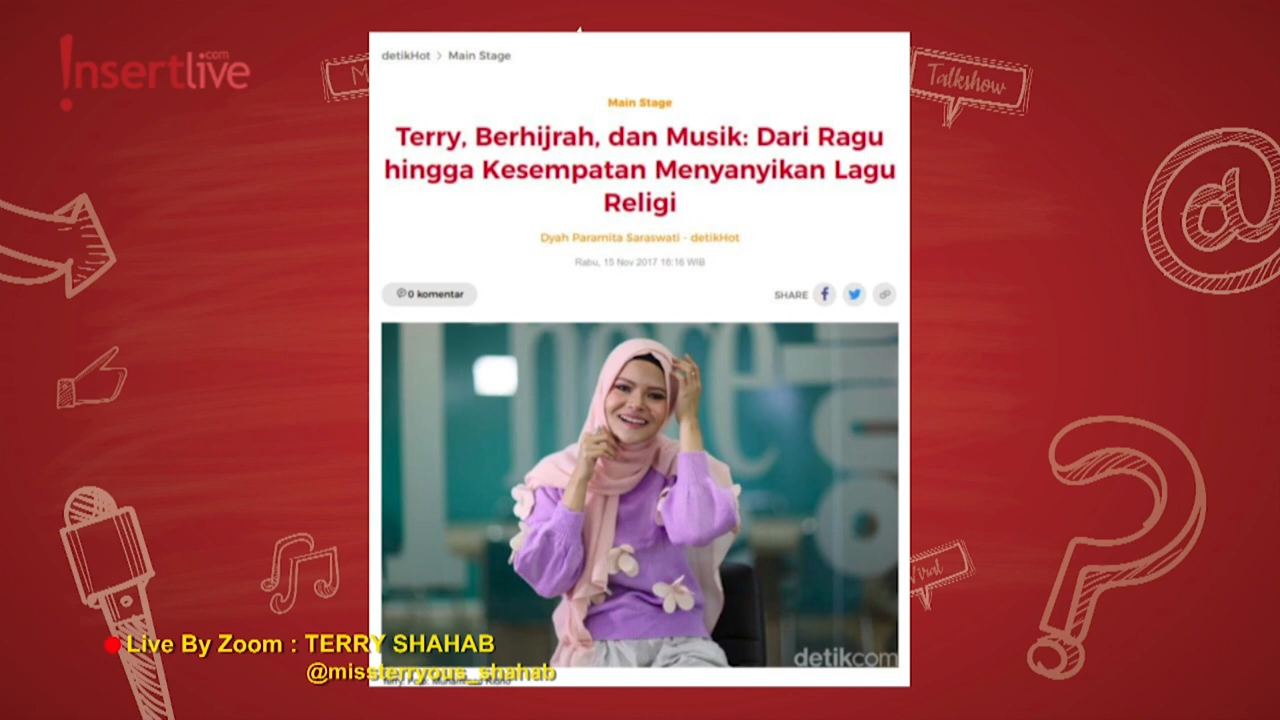 insertlive
.com
Talkshow
detikHot > Main Stage
Main Stage
Terry, Berhijrah, dan Musik: Dari Ragu
hingga Kesempatan Menyanyikan Lagu
Religi
Dyah Paramita Saraswati - detikHot
Rabu, 15 Nov 2017 16:16 WIB
0 komentar
SHARE
detikcom
Viral
Live By Zoom : TERRY SHAHAB
@missterryous_shahab